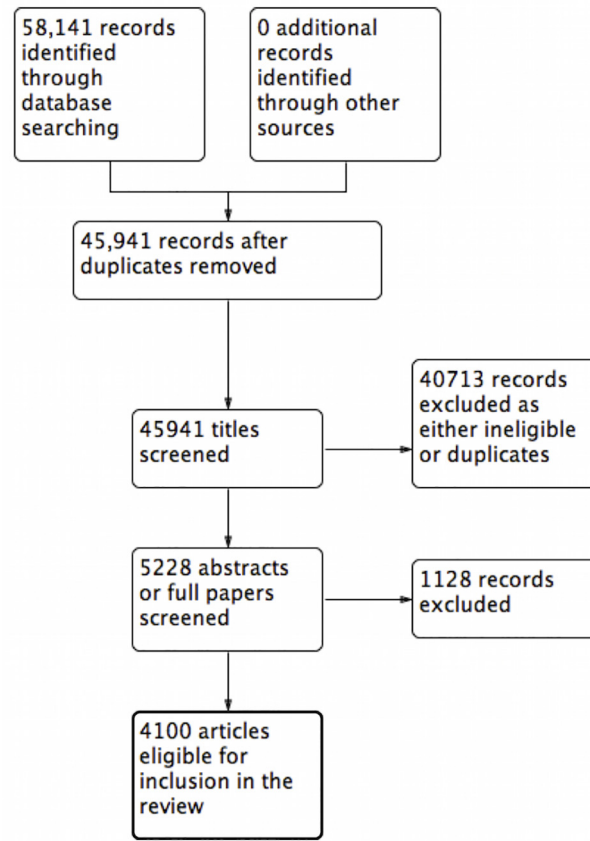 58,141 records
identified
through
database
searching
0 additional
records
identified
through other
sources
45,941 records after
duplicates removed
40713 records
excluded as
either ineligible
or duplicates
45941 titles
screened
5228 abstracts
or full papers
screened
1128 records
excluded
4100 articles
eligible for
inclusion in the
review